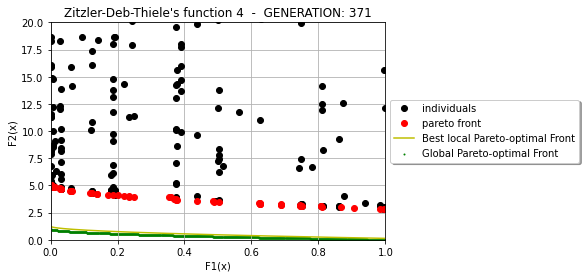 Zitzler-Deb-Thiele's function 4 - GENERATION: 371
20.0
17.5
15.0
12.5
10.0
7.5
5.0
2.5
0.0
F2(x)
0.0 0.2 0.4 0.6 0.8 1.0
F1(x)
individuals
pareto front
Best local Pareto-optimal Front
Global Pareto-optimal Front